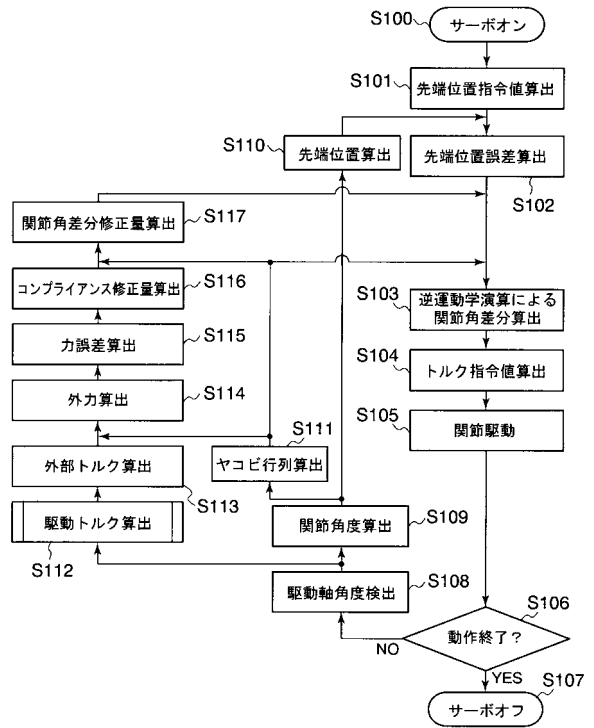 S100
サーボオン
S101
先端位置指令値算出
S110
先端位置算出
先端位置誤差算出
S102
関節角差分修正量算出
S117
コンプライアンス修正量算出
S116
S103
逆運動学演算による
関節角差分算出
力誤差算出
S115
S104
トルク指令値算出
外力算出
S114
S105
関節駆動
S111
外部トルク算出
ヤコビ行列算出
S113
駆動トルク算出
関節角度算出
S109
S112
駆動軸角度検出
S108
S106
動作終了?
NO
YES
S107
サーボオフ